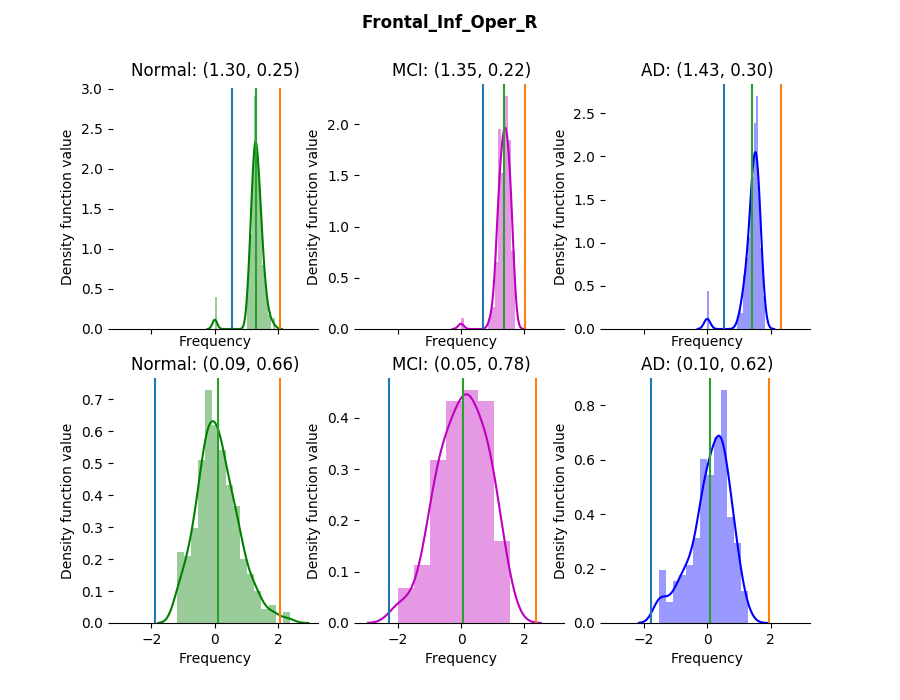 Frontal_Inf_Oper_R
Normal: (1.30, 0.25)
MCI: (1.35, 0.22)
AD: (1.43, 0.30)
Density function value
3.0
2.5
2.0
1.5
1.0
0.5
0.0
Frequency
Density function value
2.0
1.5
1.0
0.5
0.0
Frequency
Density function value
2.5
2.0
1.5
1.0
0.5
0.0
Frequency
Normal: (0.09, 0.66)
MCI: (0.05, 0.78)
AD: (0.10, 0.62)
Density function value
0.7
0.6
0.5
0.4
0.3
0.2
0.1
0.0
−2 0 2
Frequency
Density function value
0.4
0.3
0.2
0.1
0.0
−2 0 2
Frequency
Density function value
0.8
0.6
0.4
0.2
0.0
−2 0 2
Frequency